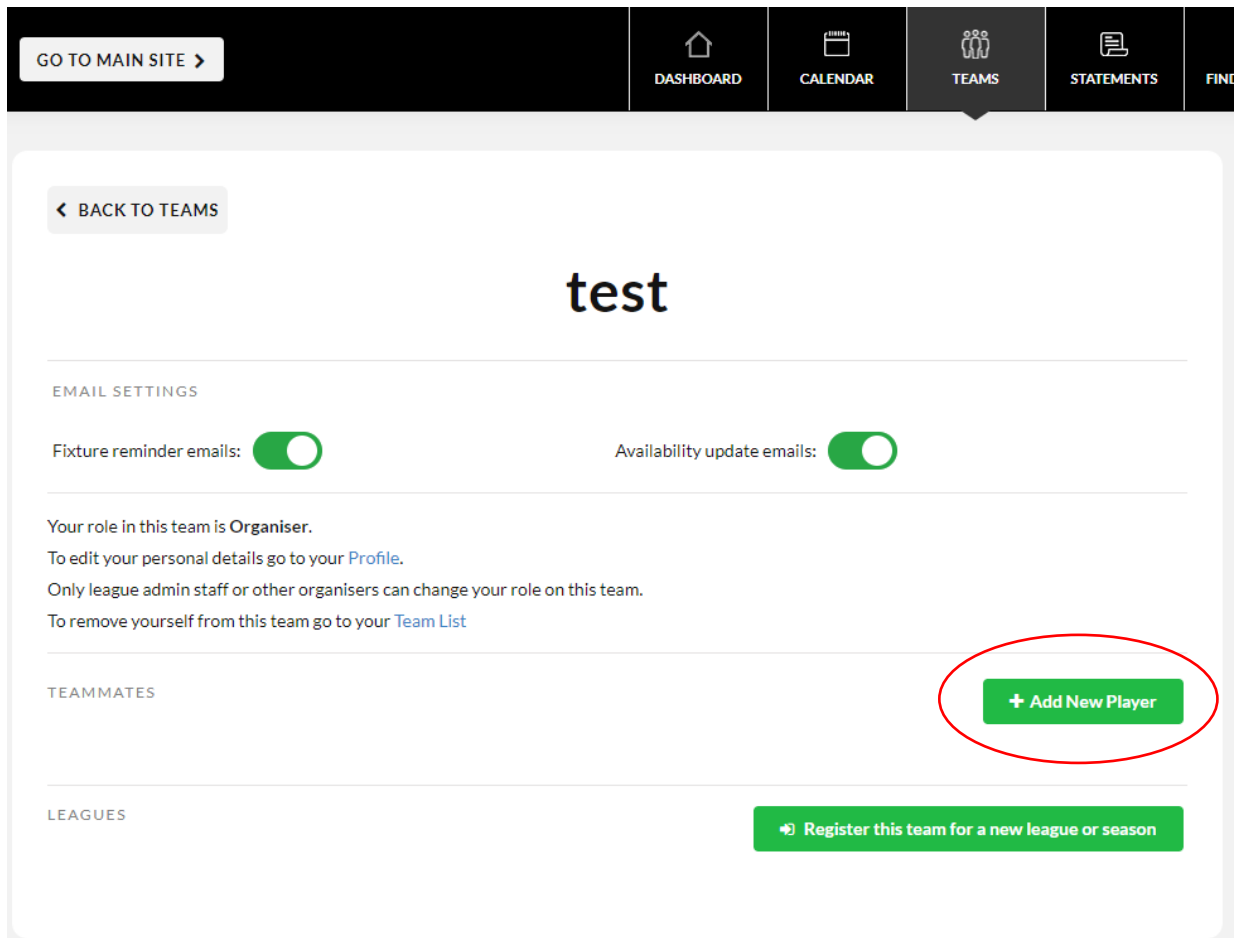 GO TO MAIN SITE
DASHBOARD
CALENDAR
TEAMS
STATEMENTS
BACK TO TEAMS
test
EMAIL SETTINGS
Fixture reminder emails:
Availability update emails:
Your role in this team is Organiser.
To edit your personal details go to your Profile.
Only league admin staff or other organisers can change your role on this team.
To remove yourself from this team go to your Team List
TEAMMATES
+ Add New Player
LEAGUES
Register this team for a new league or season